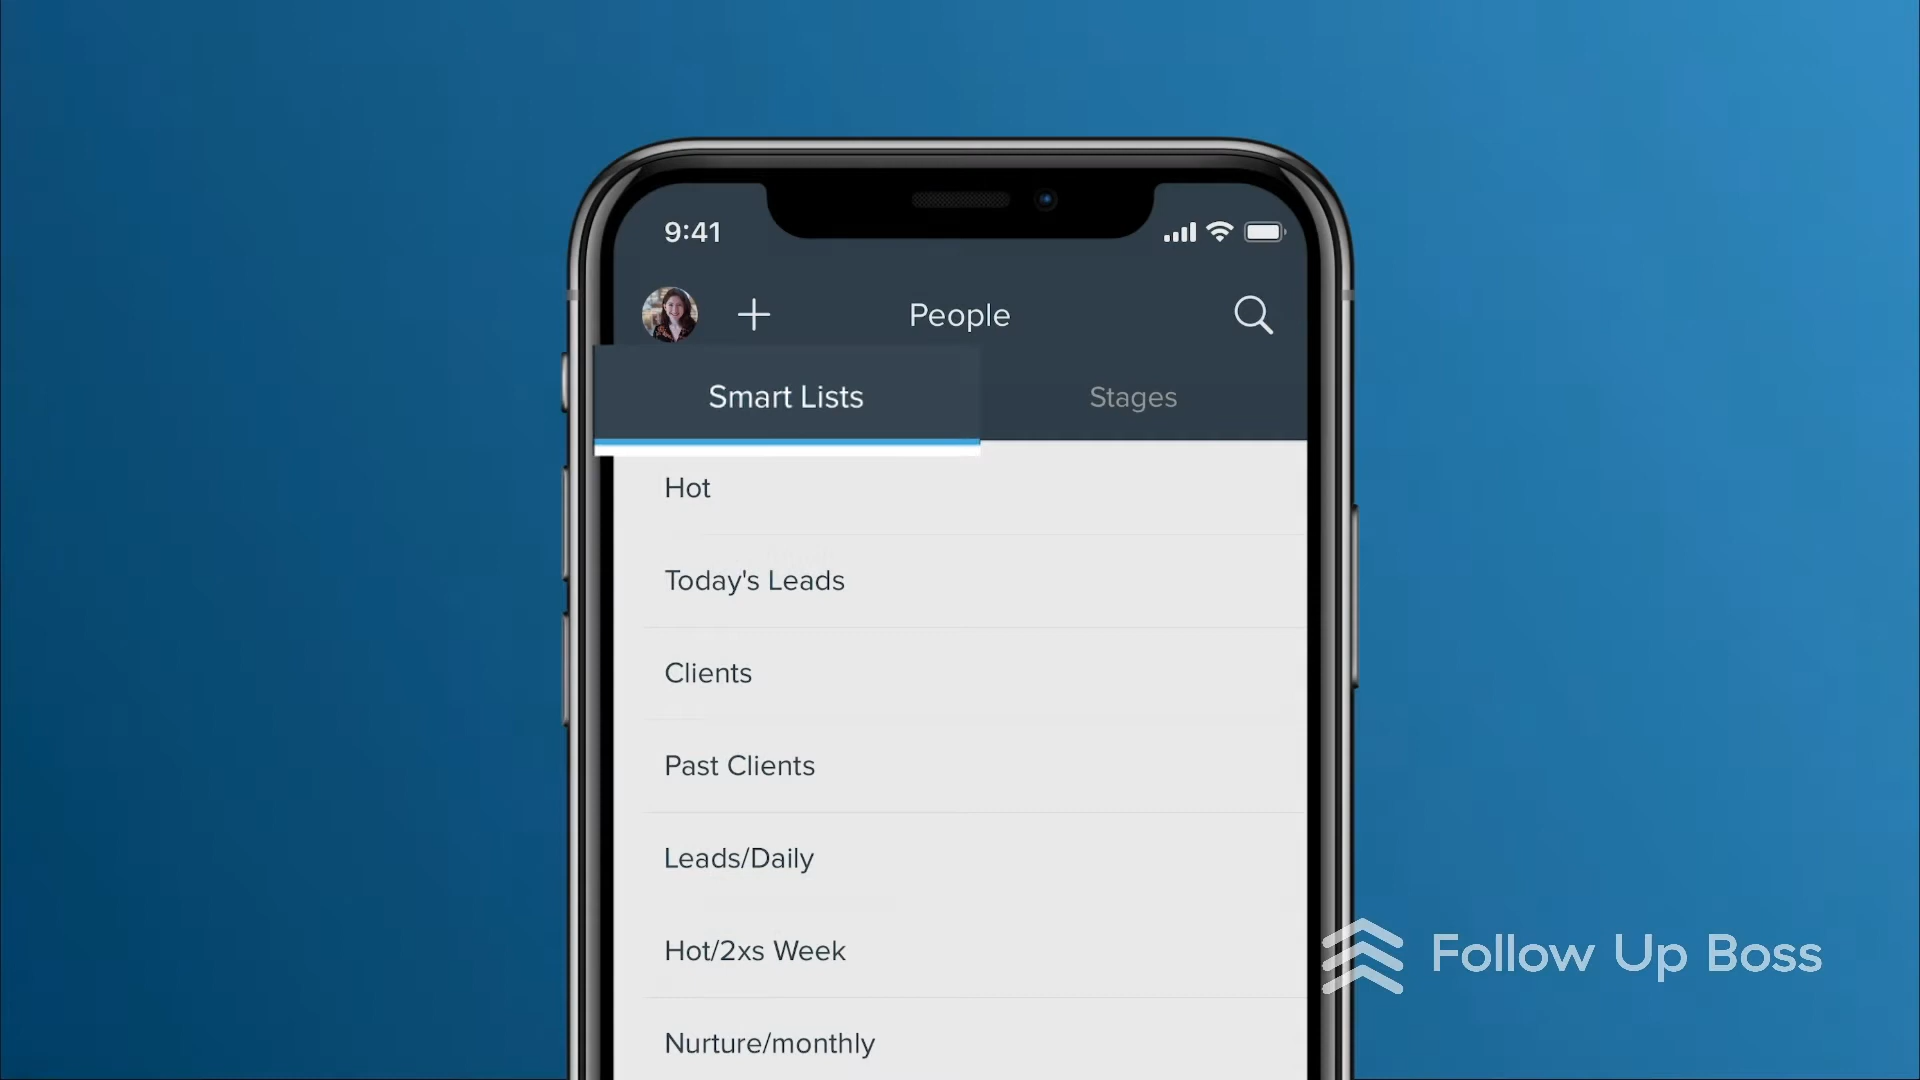 9:41
People
Smart Lists
Stages
Hot
Today's Leads
Clients
Past Clients
Leads/Daily
Hot/2xs Week
Follow Up Boss
Nurture/monthly